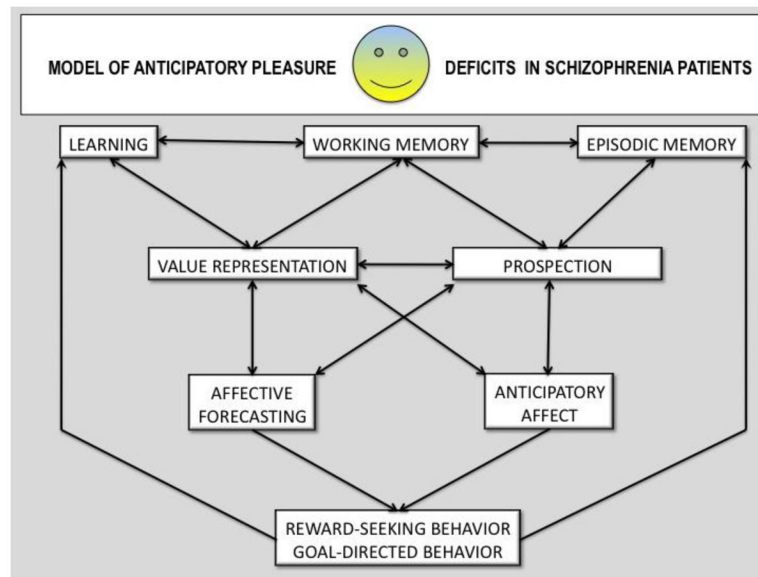 MODEL OF ANTICIPATORY PLEASURE DEFICITS IN SCHIZOPHRENIA PATIENTS
LEARNING
WORKING MEMORY
EPISODIC MEMORY
VALUE REPRESENTATION
PROSPECTION
AFFECTIVE
FORECASTING
ANTICIPATORY
AFFECT
REWARD-SEEKING BEHAVIOR
GOAL-DIRECTED BEHAVIOR